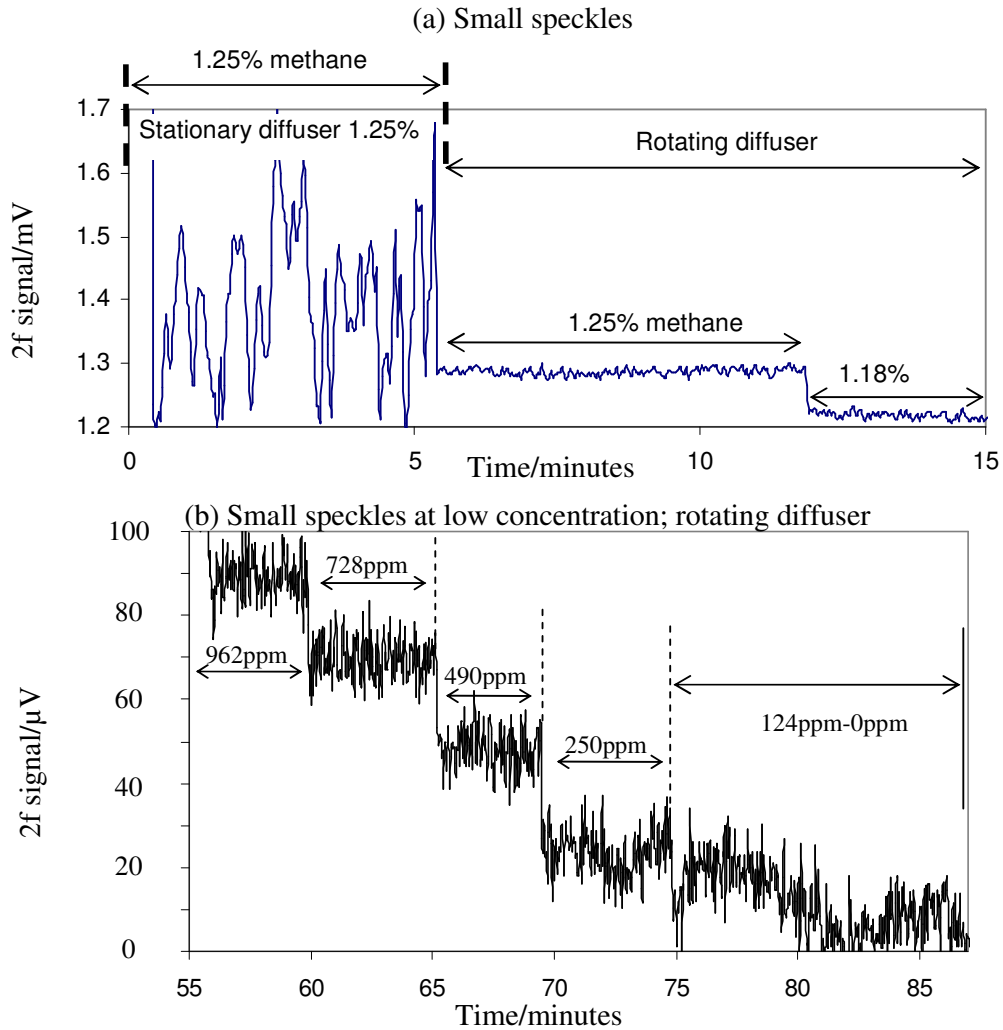 (a) Small speckles
1.25% methane
1.7
Stationary diffuser 1.25%
Rotating diffuser
1.6
1.5
1.4
1.25% methane
1.3
1.18%
1.2
2f signal/mV
0 5 10 15
Time/minutes
(b) Small speckles at low concentration; rotating diffuser
100
728ppm
80
962ppm
490ppm
60
250ppm
124ppm-0ppm
40
20
0
2f signal/µV
55 60 65 70 75 80 85
Time/minutes